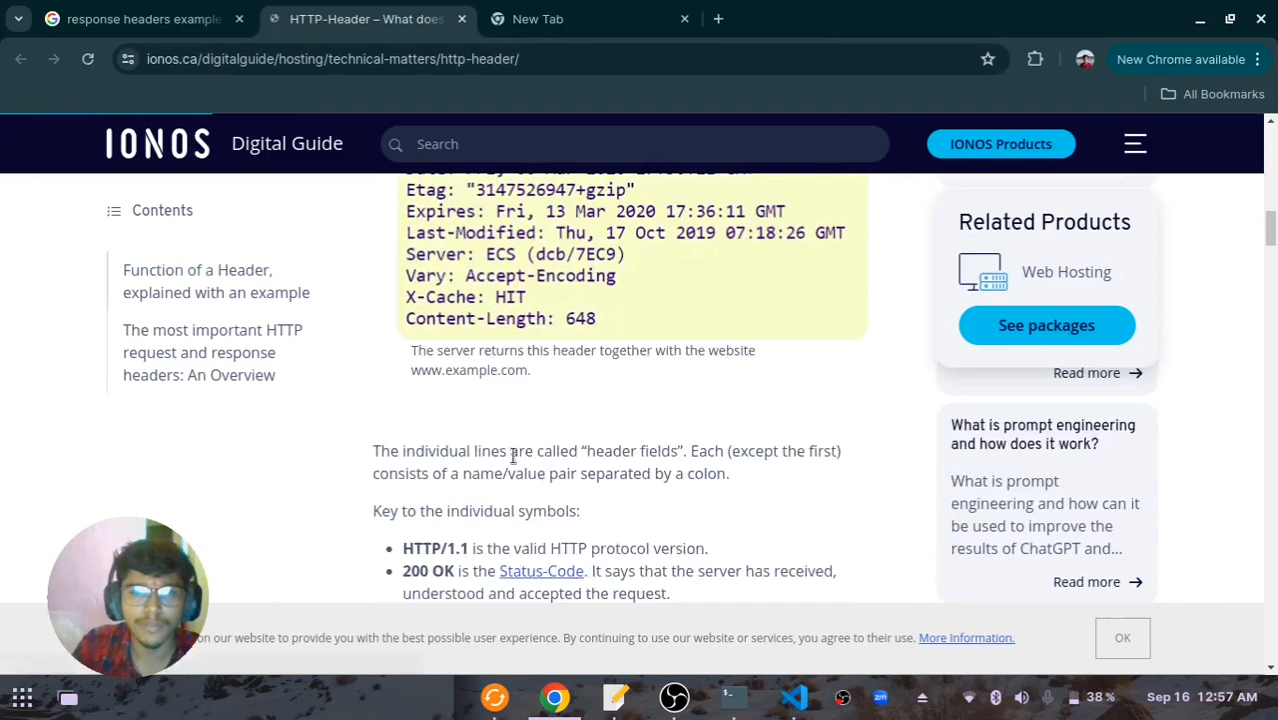 response headers example
HTTP-Header – What does
New Tab
ionos.ca/digitalguide/hosting/technical-matters/http-header/
New Chrome available
All Bookmarks
IONOS Digital Guide
Search
IONOS Products
Contents
Function of a Header,
explained with an example
The most important HTTP
request and response
headers: An Overview
Etag: "3147526947+gzip"
Expires: Fri, 13 Mar 2020 17:36:11 GMT
Last-Modified: Thu, 17 Oct 2019 07:18:26 GMT
Server: ECS (dcb/7EC9)
Vary: Accept-Encoding
X-Cache: HIT
Content-Length: 648
The server returns this header together with the website
www.example.com.
The individual lines are called “header fields”. Each (except the first)
consists of a name/value pair separated by a colon.
Key to the individual symbols:
• HTTP/1.1 is the valid HTTP protocol version.
• 200 OK is the Status-Code. It says that the server has received,
understood and accepted the request.
Related Products
Web Hosting
See packages
Read more
What is prompt engineering
and how does it work?
What is prompt
engineering and how can it
be used to improve the
results of ChatGPT and...
Read more
on our website to provide you with the best possible user experience. By continuing to use our website or services, you agree to their use. More Information.
OK
38 %
Sep 16 12:57 AM